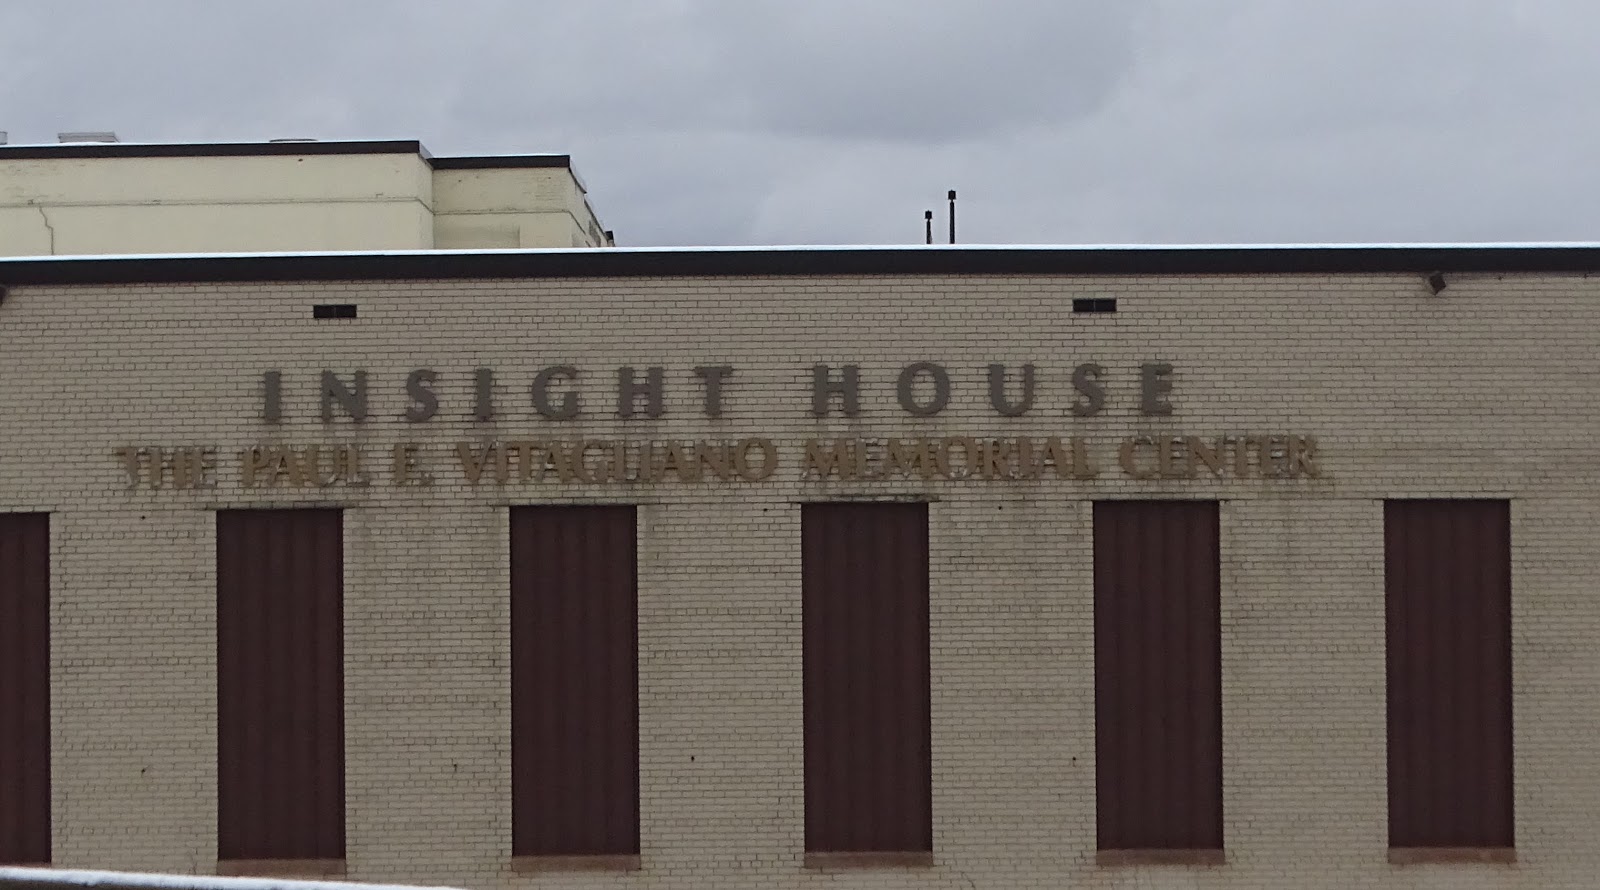 INSIGHT HOUSE
THE PAUL E. VITAGLIANO MEMORIAL CENTER